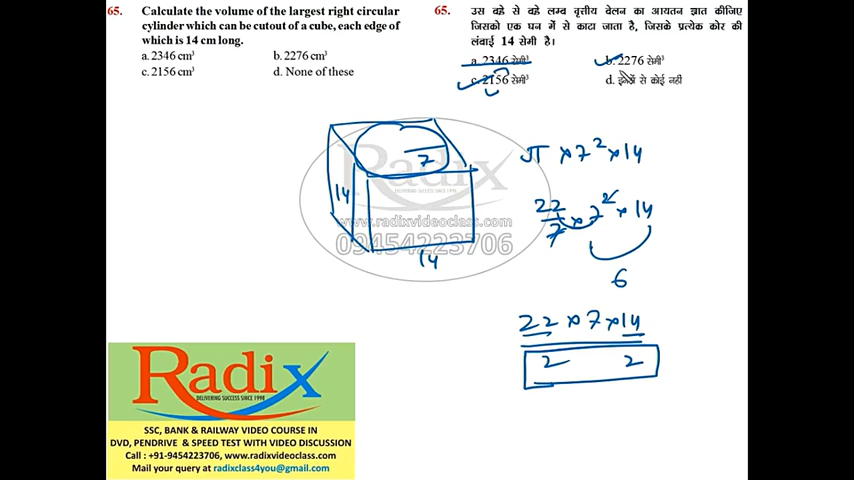 65. Calculate the volume of the largest right circular
cylinder which can be cutout of a cube, each edge of
which is 14 cm long.
a. 2346 cm³ b. 2276 cm³
c. 2156 cm³ d. None of these
65. उस बड़े से बड़े लम्ब वृत्तीय बेलन का आयतन ज्ञात कीजिए
जिसको एक घन में से काटा जाता है, जिसके प्रत्येक कोर की
लंबाई 14 सेमी है।
a. 2346 सेमी³ b. 2276 सेमी³
c. 2156 सेमी³ d. इनमें से कोई नहीं
7
14
14
π × 7² × 14
22/7 × 7² × 14
6
22 × 7 × 14
2 2
Radix
DELIVERING SUCCESS SINCE 1998
www.radixvideoclass.com
09454223706
Radix
DELIVERING SUCCESS SINCE 1998
SSC, BANK & RAILWAY VIDEO COURSE IN
DVD, PENDRIVE & SPEED TEST WITH VIDEO DISCUSSION
Call : +91-9454223706, www.radixvideoclass.com
Mail your query at radixclass4you@gmail.com